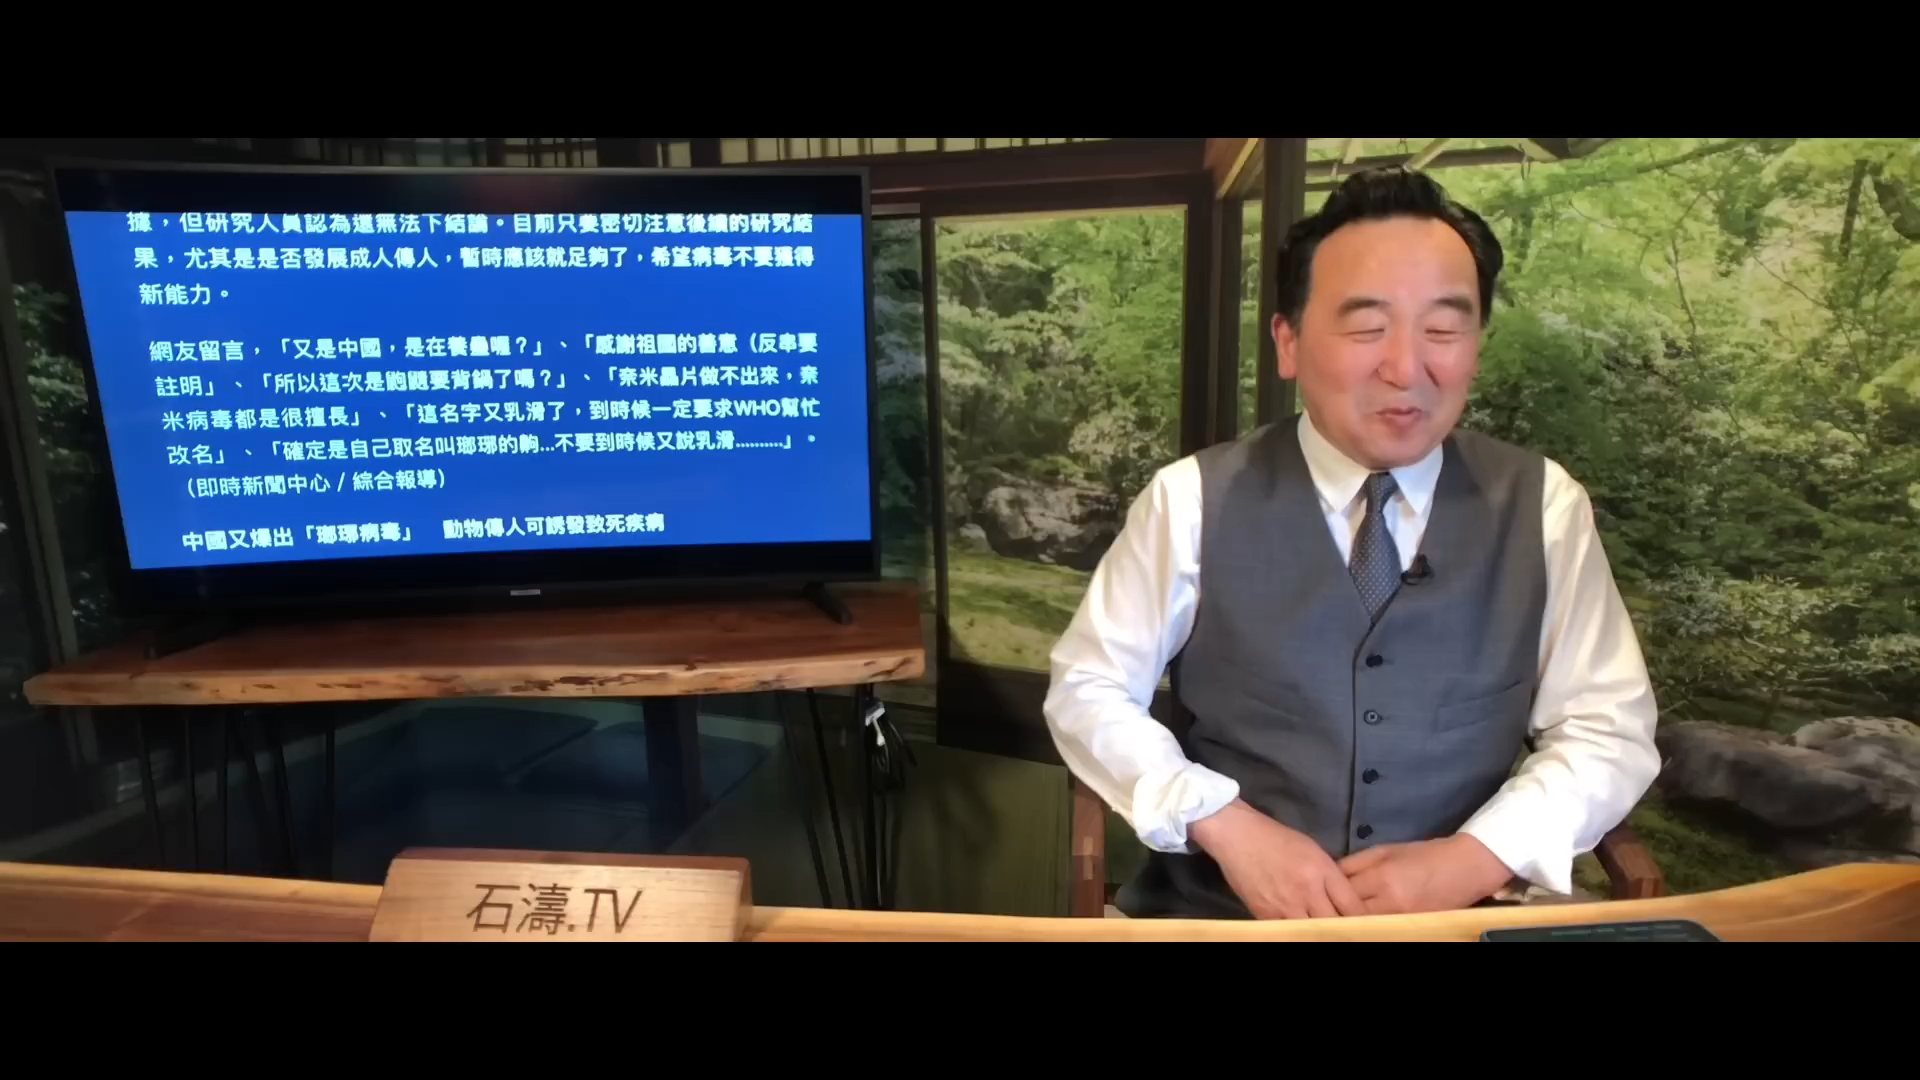 據，但研究人員認為還無法下結論。目前只要密切注意後續的研究結
果，尤其是是否發展成人傳人，暫時應該就足夠了，希望病毒不要獲得
新能力。
網友留言，「又是中國，是在養蠱喔？」、「感謝祖國的普惠（反串要
註明」、「所以這次是鼩鼱要背鍋了嗎？」、「奈米晶片做不出來，奈
米病毒都是很擅長」、「這名字又乳滑了，到時候一定要求WHO幫忙
改名」、「確定是自己取名叫瑯琊的齁...不要到時候又說乳滑..........」。
（即時新聞中心 / 綜合報導）
中國又爆出「瑯琊病毒」 動物傳人可誘發致死疾病
石濤.TV